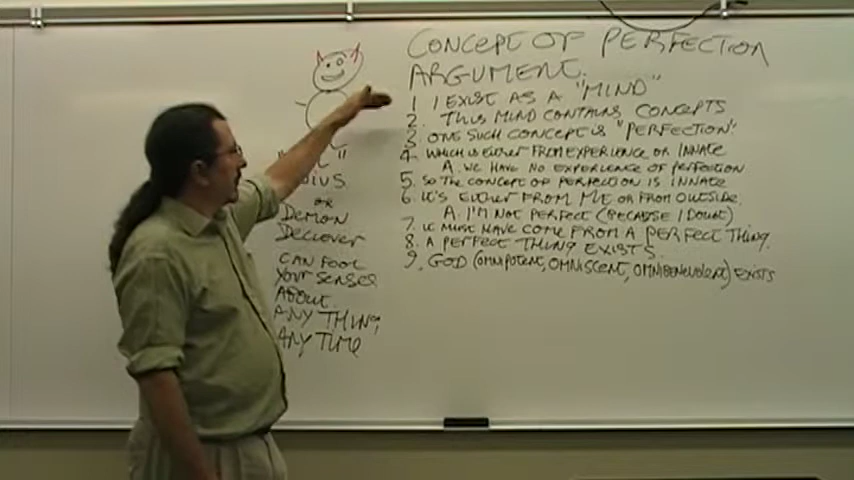 CONCEPT OF PERFECTION
ARGUMENT.
1 I EXIST AS A "MIND"
2. THIS MIND CONTAINS CONCEPTS
3. ONE SUCH CONCEPT IS "PERFECTION".
4. WHICH IS EITHER FROM EXPERIENCE OR INNATE
A. WE HAVE NO EXPERIENCE OF PERFECTION
5. SO THE CONCEPT OF PERFECTION IS INNATE
6. IT'S EITHER FROM ME OR FROM OUTSIDE.
A. I'M NOT PERFECT (BECAUSE I DOUBT)
7. IT MUST HAVE COME FROM A PERFECT THING.
8. A PERFECT THING EXISTS.
9. GOD (OMNIPOTENT, OMNISCENT, OMNIBENEVOLENT) EXISTS
OR
DEMON
DECIEVER
CAN FOOL
YOUR SENSES
ABOUT
ANY THING,
ANY TIME